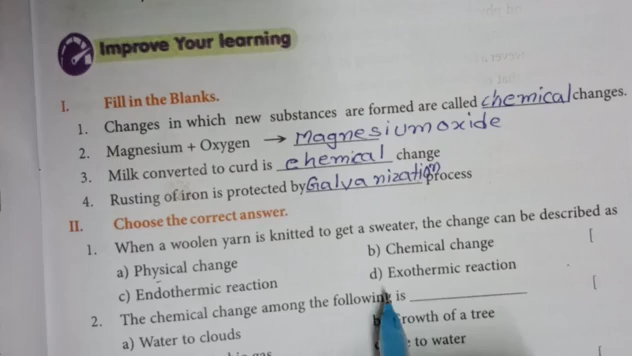 Improve Your learning
I. Fill in the Blanks.
1. Changes in which new substances are formed are called chemical changes.
2. Magnesium + Oxygen → Magnesium oxide
3. Milk converted to curd is chemical change
4. Rusting of iron is protected by Galvanization process
II. Choose the correct answer.
1. When a woolen yarn is knitted to get a sweater, the change can be described as
[
a) Physical change b) Chemical change
c) Endothermic reaction d) Exothermic reaction
2. The chemical change among the following is ____________
[
a) Water to clouds b) Growth of a tree
to water